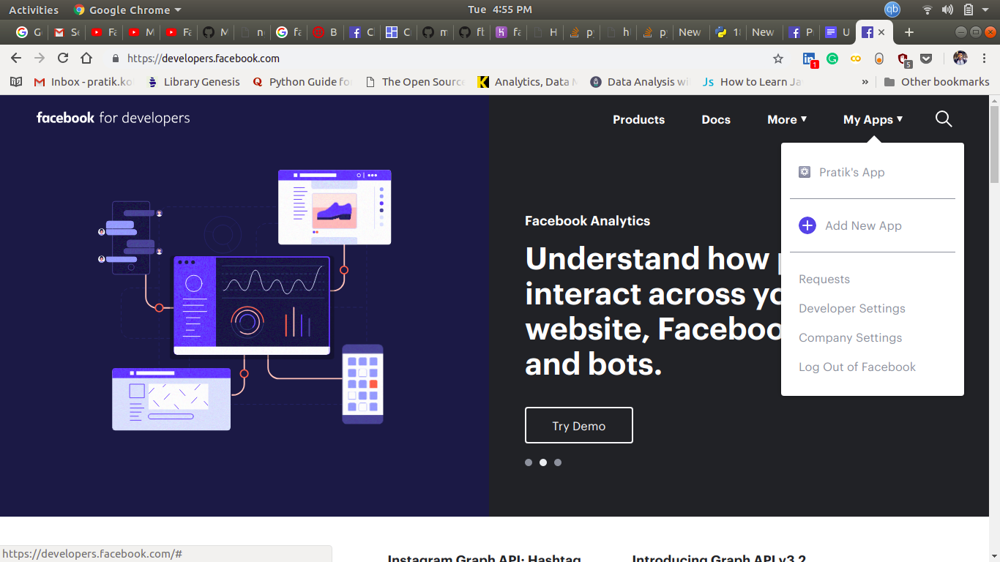 Activities Google Chrome Tue 4:55 PM qb
G Se Fa M Fa M n fa B C C m fl fa H p h p New 18 New P U
https://developers.facebook.com 1 5
Inbox - pratik.ko Library Genesis Python Guide fo The Open Source Analytics, Data M Data Analysis wi Js How to Learn Ja » Other bookmarks
facebook for developers
Products Docs More My Apps
Pratik's App
Add New App
Requests
Developer Settings
Company Settings
Log Out of Facebook
Facebook Analytics
Understand how p
interact across yo
website, Faceboo
and bots.
Try Demo
https://developers.facebook.com/#
Instagram Graph API: Hashtag
Introducing Graph API v3.2